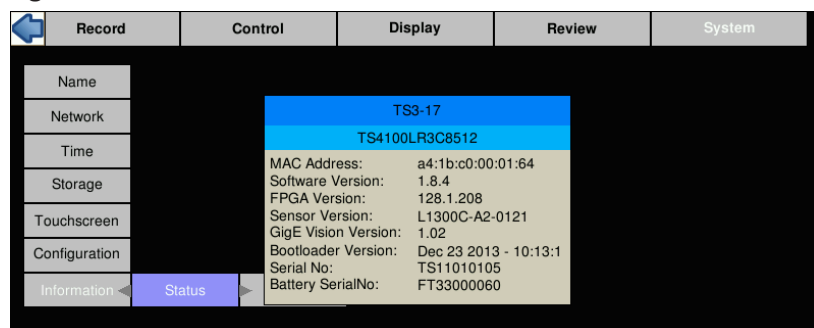 Record Control Display Review System
Name
Network
Time
Storage
Touchscreen
Configuration
Information Status
TS3-17
TS4100LR3C8512
MAC Address: a4:1b:c0:00:01:64
Software Version: 1.8.4
FPGA Version: 128.1.208
Sensor Version: L1300C-A2-0121
GigE Vision Version: 1.02
Bootloader Version: Dec 23 2013 - 10:13:1
Serial No: TS11010105
Battery SerialNo: FT33000060